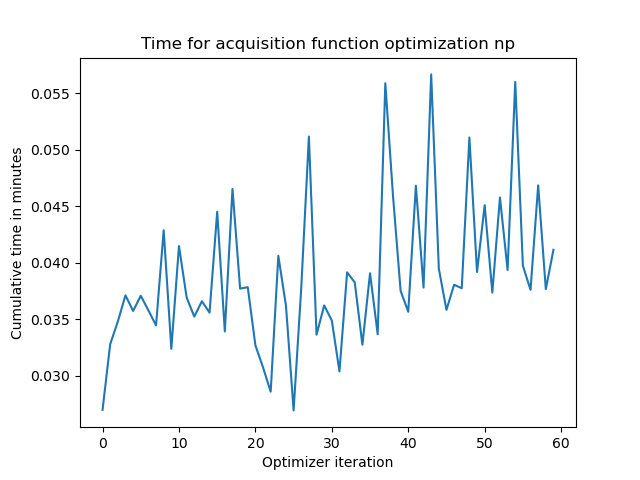 Time for acquisition function optimization np
Cumulative time in minutes
0.055
0.050
0.045
0.040
0.035
0.030
0 10 20 30 40 50 60
Optimizer iteration